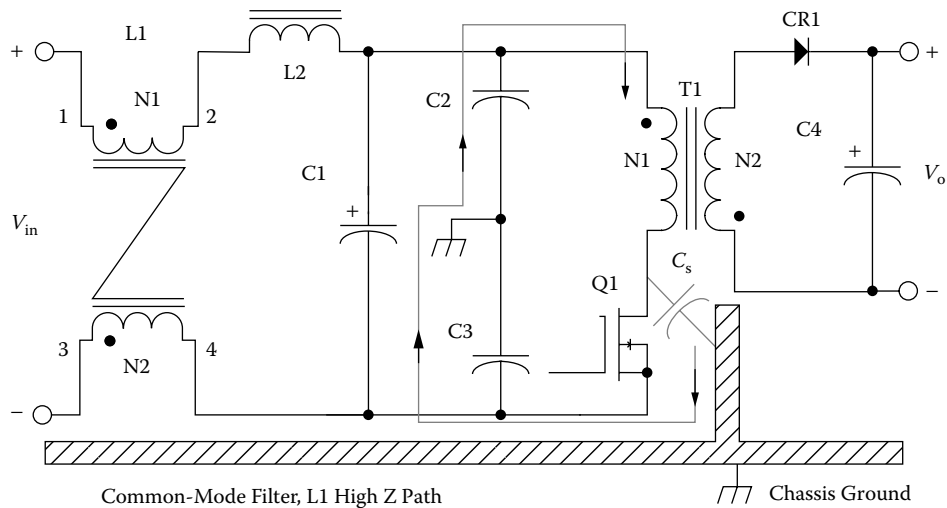 L1
L2
CR1
+
+
N1
1
2
C2
T1
C1
N1
N2
C4
+
+
Vin
Vo
Cs
Q1
C3
3
4
N2
−
−
Common-Mode Filter, L1 High Z Path
Chassis Ground